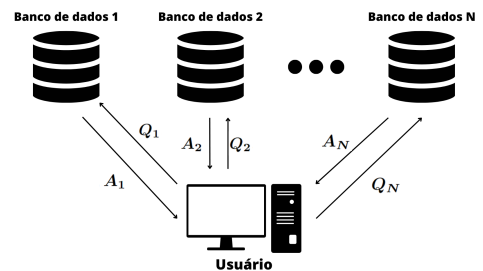 Banco de dados 1 Banco de dados 2 Banco de dados N
Q1
A2 Q2
AN
A1
QN
Usuário